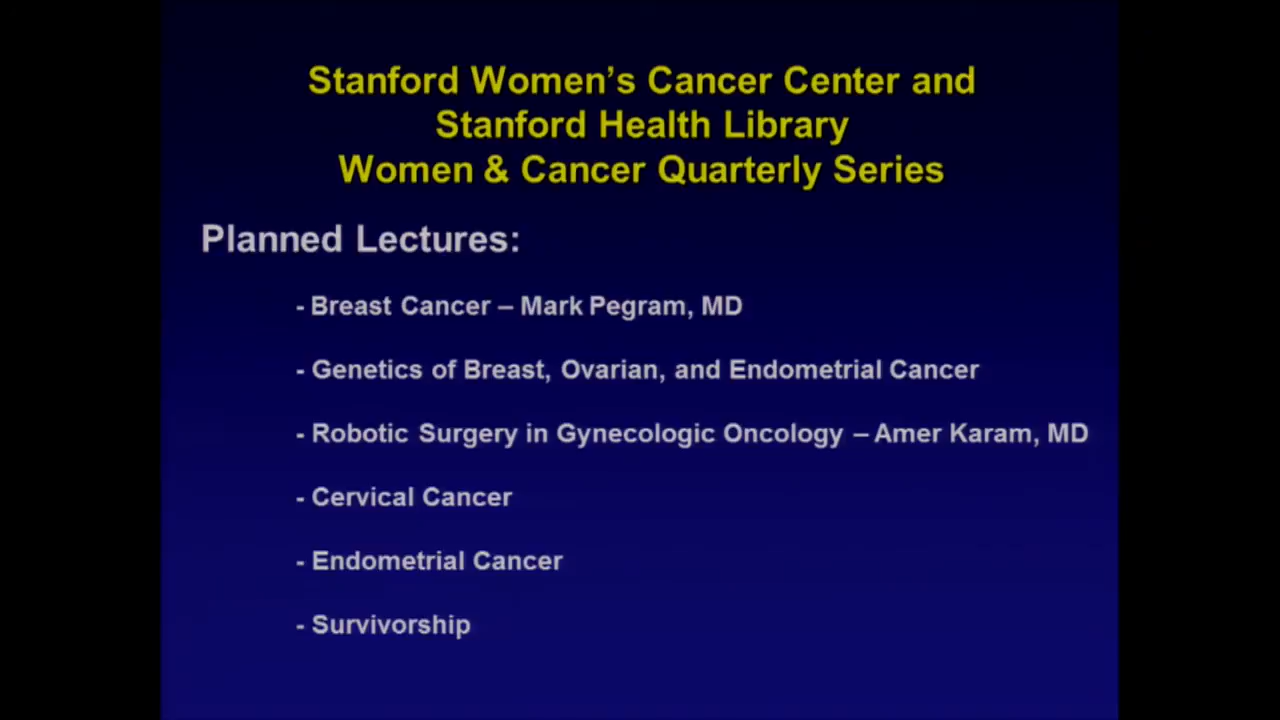 Stanford Women’s Cancer Center and
Stanford Health Library
Women & Cancer Quarterly Series
Planned Lectures:
- Breast Cancer – Mark Pegram, MD
- Genetics of Breast, Ovarian, and Endometrial Cancer
- Robotic Surgery in Gynecologic Oncology – Amer Karam, MD
- Cervical Cancer
- Endometrial Cancer
- Survivorship